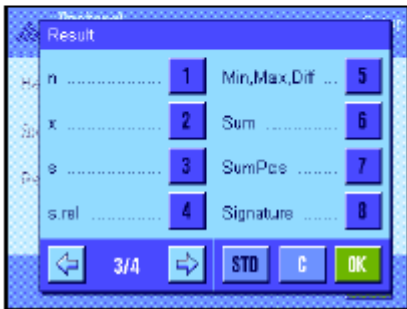 Result
n .................... 1
Min,Max,Diff ... 5
x .................... 2
Sum ............. 6
s .................... 3
SumPcs ........ 7
s.rel ............... 4
Signature ....... 8
3/4
STD
C
OK